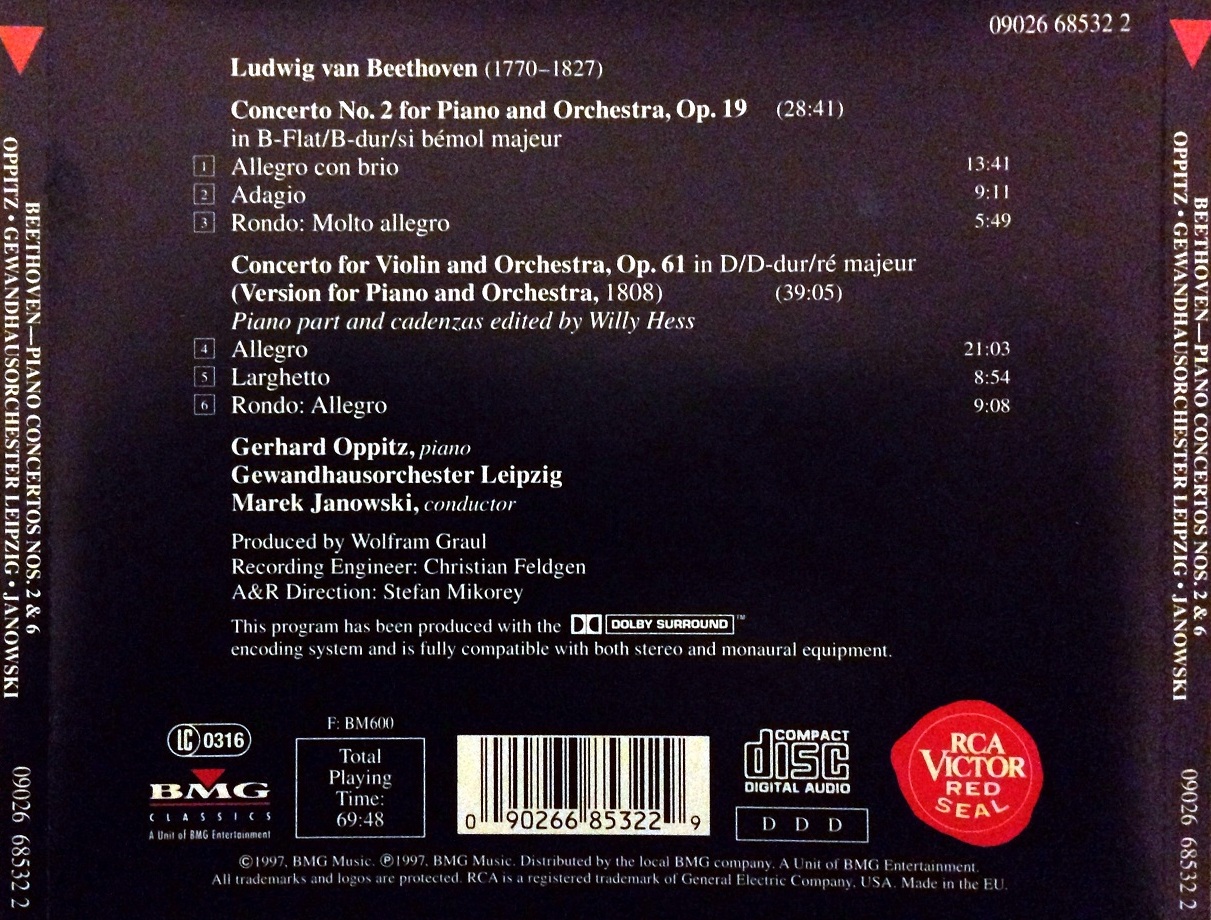 09026 68532 2
Ludwig van Beethoven (1770–1827)
Concerto No. 2 for Piano and Orchestra, Op. 19 (28:41)
in B-Flat/B-dur/si bémol majeur
1 Allegro con brio 13:41
2 Adagio 9:11
3 Rondo: Molto allegro 5:49
Concerto for Violin and Orchestra, Op. 61 in D/D-dur/ré majeur
(Version for Piano and Orchestra, 1808) (39:05)
Piano part and cadenzas edited by Willy Hess
4 Allegro 21:03
5 Larghetto 8:54
6 Rondo: Allegro 9:08
Gerhard Oppitz, piano
Gewandhausorchester Leipzig
Marek Janowski, conductor
Produced by Wolfram Graul
Recording Engineer: Christian Feldgen
A&R Direction: Stefan Mikorey
This program has been produced with the DOLBY SURROUND™
encoding system and is fully compatible with both stereo and monaural equipment.
LC 0316
BMG
CLASSICS
A Unit of BMG Entertainment
F: BM600
Total
Playing
Time:
69:48
0 90266 85322 9
COMPACT
disc
DIGITAL AUDIO
D D D
RCA
VICTOR
RED
SEAL
©1997, BMG Music. ℗1997, BMG Music. Distributed by the local BMG company. A Unit of BMG Entertainment.
All trademarks and logos are protected. RCA is a registered trademark of General Electric Company, USA. Made in the EU.
BEETHOVEN—PIANO CONCERTOS NOS. 2 & 6
OPPITZ • GEWANDHAUSORCHESTER LEIPZIG • JANOWSKI
09026 68532 2
BEETHOVEN—PIANO CONCERTOS NOS. 2 & 6
OPPITZ • GEWANDHAUSORCHESTER LEIPZIG • JANOWSKI
09026 68532 2